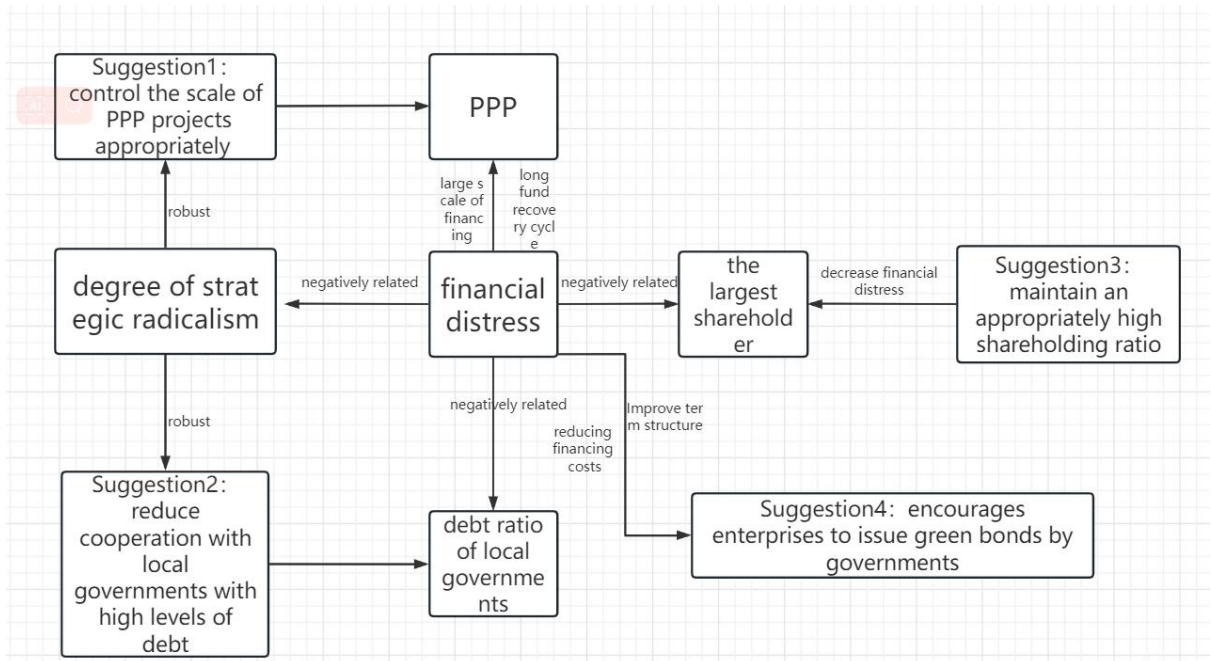 Suggestion1:
control the scale of
PPP projects
appropriately
PPP
large s
cale of
financ
ing
long
fund
recove
ry cycl
e
robust
degree of strat
egic radicalism
negatively related
financial
distress
negatively related
the
largest
sharehold
er
decrease financial
distress
Suggestion3:
maintain an
appropriately high
shareholding ratio
robust
negatively related
reducing
financing
costs
Improve ter
m structure
Suggestion2:
reduce
cooperation with
local
governments with
high levels of
debt
debt ratio
of local
governme
nts
Suggestion4: encourages
enterprises to issue green bonds by
governments